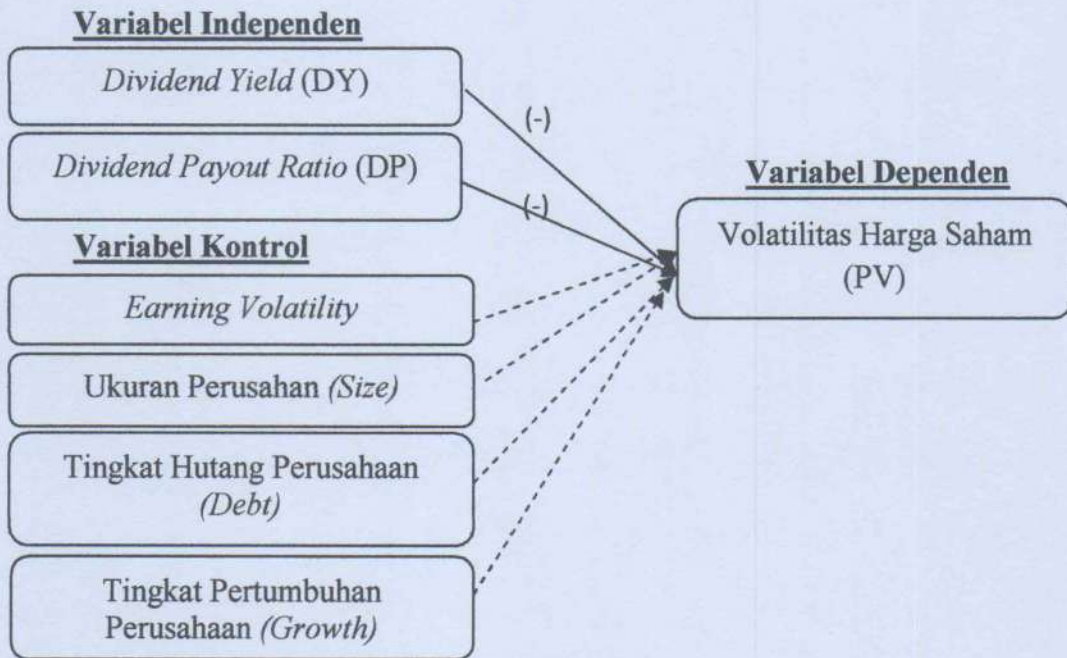 Variabel Independen
Dividend Yield (DY)
(-)
Dividend Payout Ratio (DP)
(-)
Variabel Dependen
Volatilitas Harga Saham
(PV)
Variabel Kontrol
Earning Volatility
Ukuran Perusahan (Size)
Tingkat Hutang Perusahaan
(Debt)
Tingkat Pertumbuhan
Perusahaan (Growth)